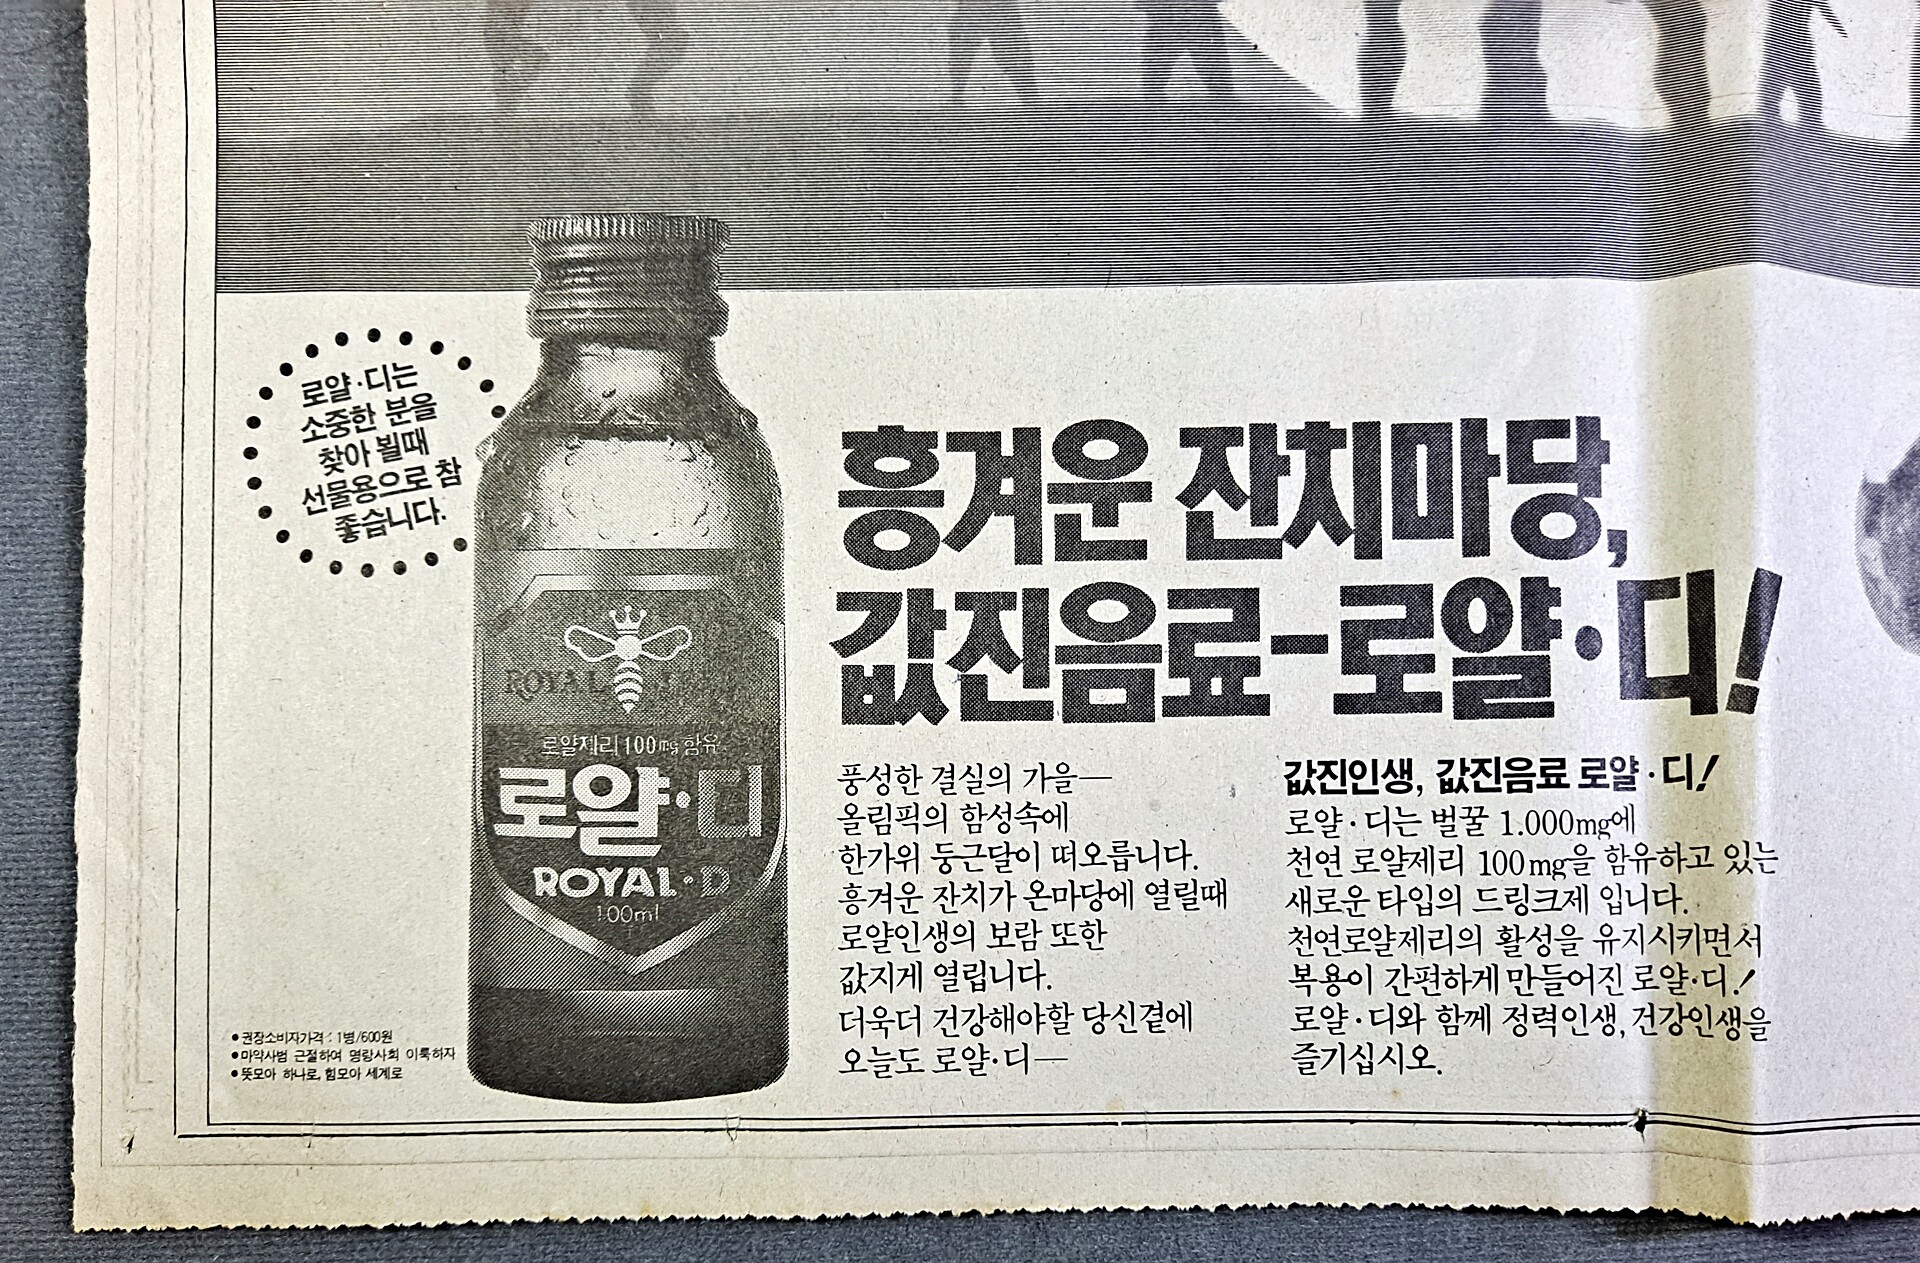 로얄·디는
소중한 분을
찾아 뵐때
선물용으로 참
좋습니다.
ROYAL
로얄제리 100mg 함유
로얄·디
ROYAL·D
100ml
흥겨운 잔치마당,
값진음료-로얄·디!
풍성한 결실의 가을—
올림픽의 함성속에
한가위 둥근달이 떠오릅니다.
흥겨운 잔치가 온마당에 열릴때
로얄인생의 보람 또한
값지게 열립니다.
더욱더 건강해야할 당신곁에
오늘도 로얄·디—
값진인생, 값진음료 로얄·디!
로얄·디는 벌꿀 1.000mg에
천연 로얄제리 100mg을 함유하고 있는
새로운 타입의 드링크제 입니다.
천연로얄제리의 활성을 유지시키면서
복용이 간편하게 만들어진 로얄·디!
로얄·디와 함께 정력인생, 건강인생을
즐기십시오.
●권장소비자가격 : 1병/600원
●마약사범 근절하여 명랑사회 이룩하자
●뜻모아 하나로, 힘모아 세계로